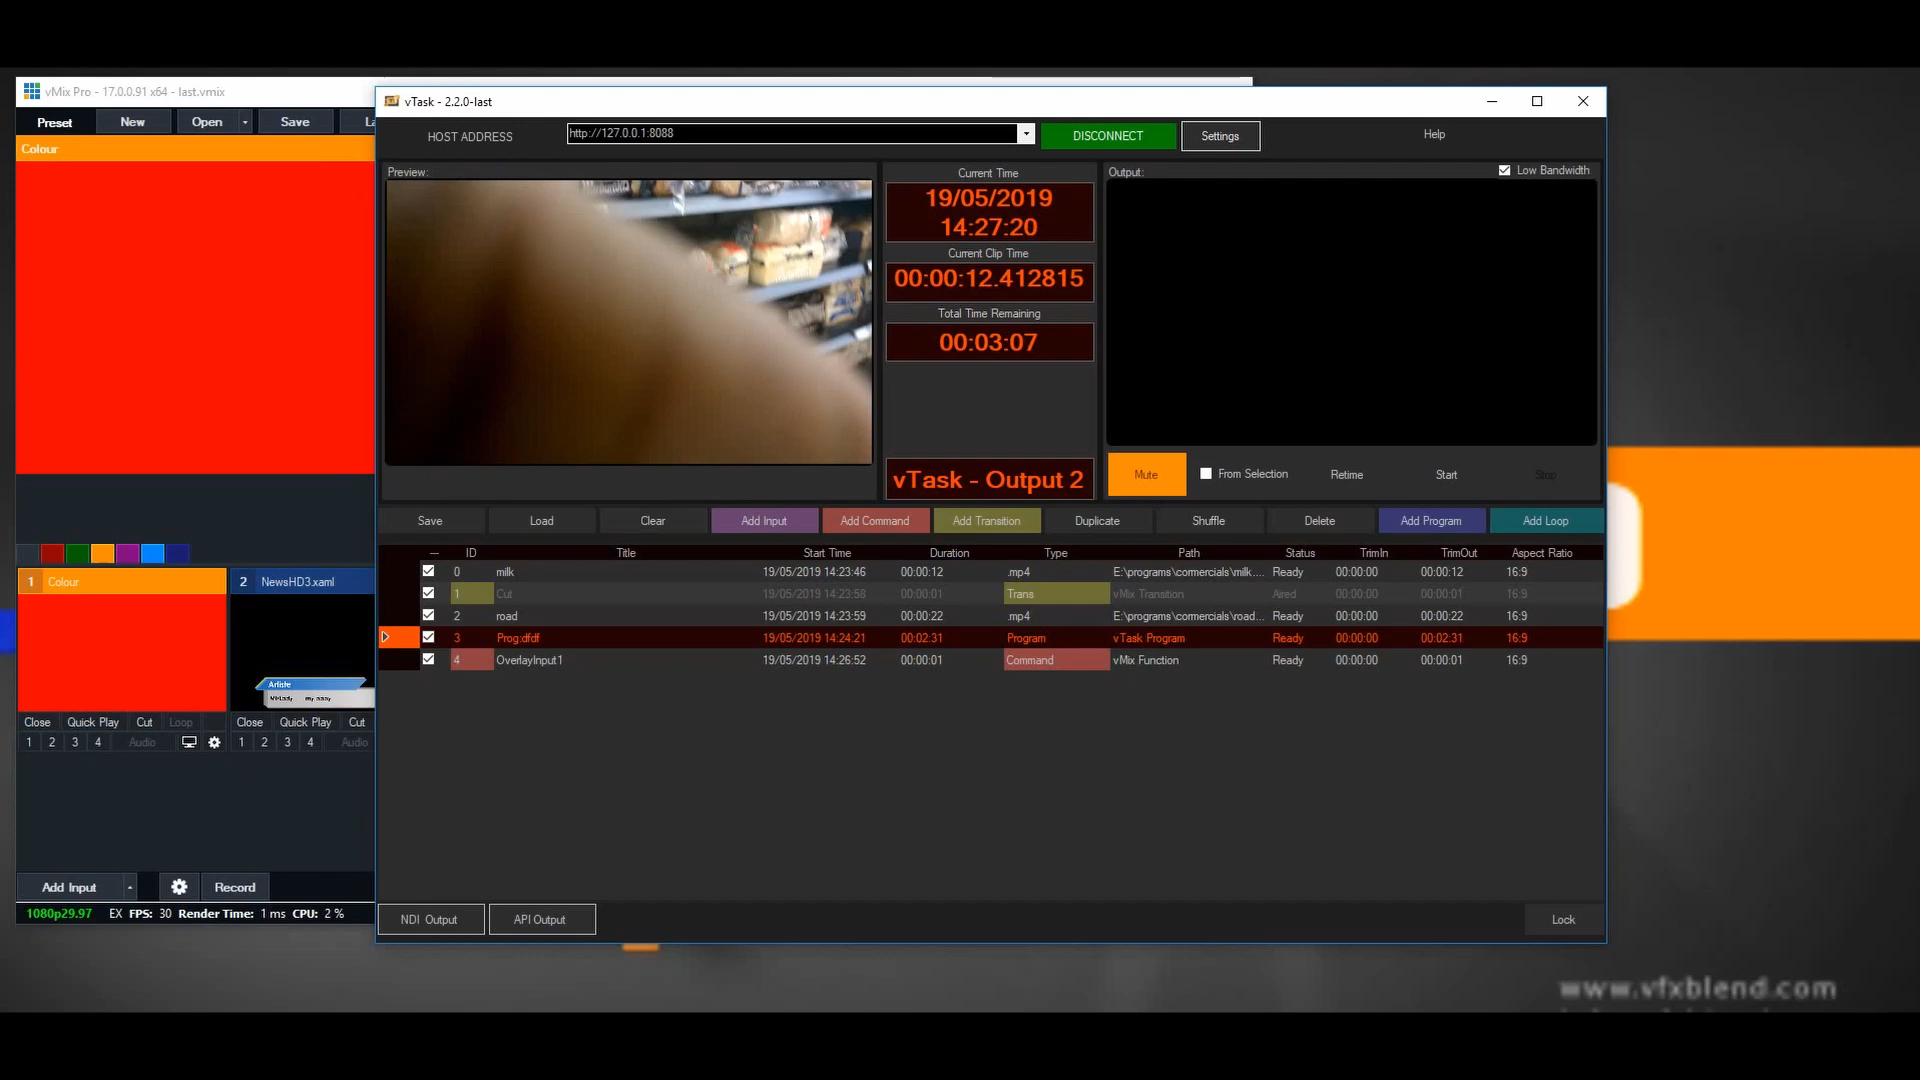 vMix Pro - 17.0.0.91 x64 - last.vmix
Preset New Open Save La
Colour
1 Colour
2 NewsHD3.xaml
Artiste
my away
Close Quick Play Cut Loop
Close Quick Play Cut
1 2 3 4 Audio
1 2 3 4 Audio
Add Input Record
1080p29.97 EX FPS: 30 Render Time: 1 ms CPU: 2 %
vTask - 2.2.0-last
HOST ADDRESS http://127.0.0.1:8088 DISCONNECT Settings Help
Preview:
Warburtons
Current Time
19/05/2019
14:27:20
Current Clip Time
00:00:12.412815
Total Time Remaining
00:03:07
vTask - Output 2
Output: Low Bandwidth
Mute From Selection Retime Start Stop
Save Load Clear Add Input Add Command Add Transition Duplicate Shuffle Delete Add Program Add Loop
ID Title Start Time Duration Type Path Status TrimIn TrimOut Aspect Ratio
0 milk 19/05/2019 14:23:46 00:00:12 .mp4 E:\programs\comercials\milk.... Ready 00:00:00 00:00:12 16:9
1 Cut 19/05/2019 14:23:58 00:00:01 Trans vMix Transition Aired 00:00:00 00:00:01 16:9
2 road 19/05/2019 14:23:59 00:00:22 .mp4 E:\programs\comercials\road... Ready 00:00:00 00:00:22 16:9
3 Prog:dfdf 19/05/2019 14:24:21 00:02:31 Program vTask Program Ready 00:00:00 00:02:31 16:9
4 OverlayInput1 19/05/2019 14:26:52 00:00:01 Command vMix Function Ready 00:00:00 00:00:01 16:9
NDI Output API Output Lock
www.vfxblend.com